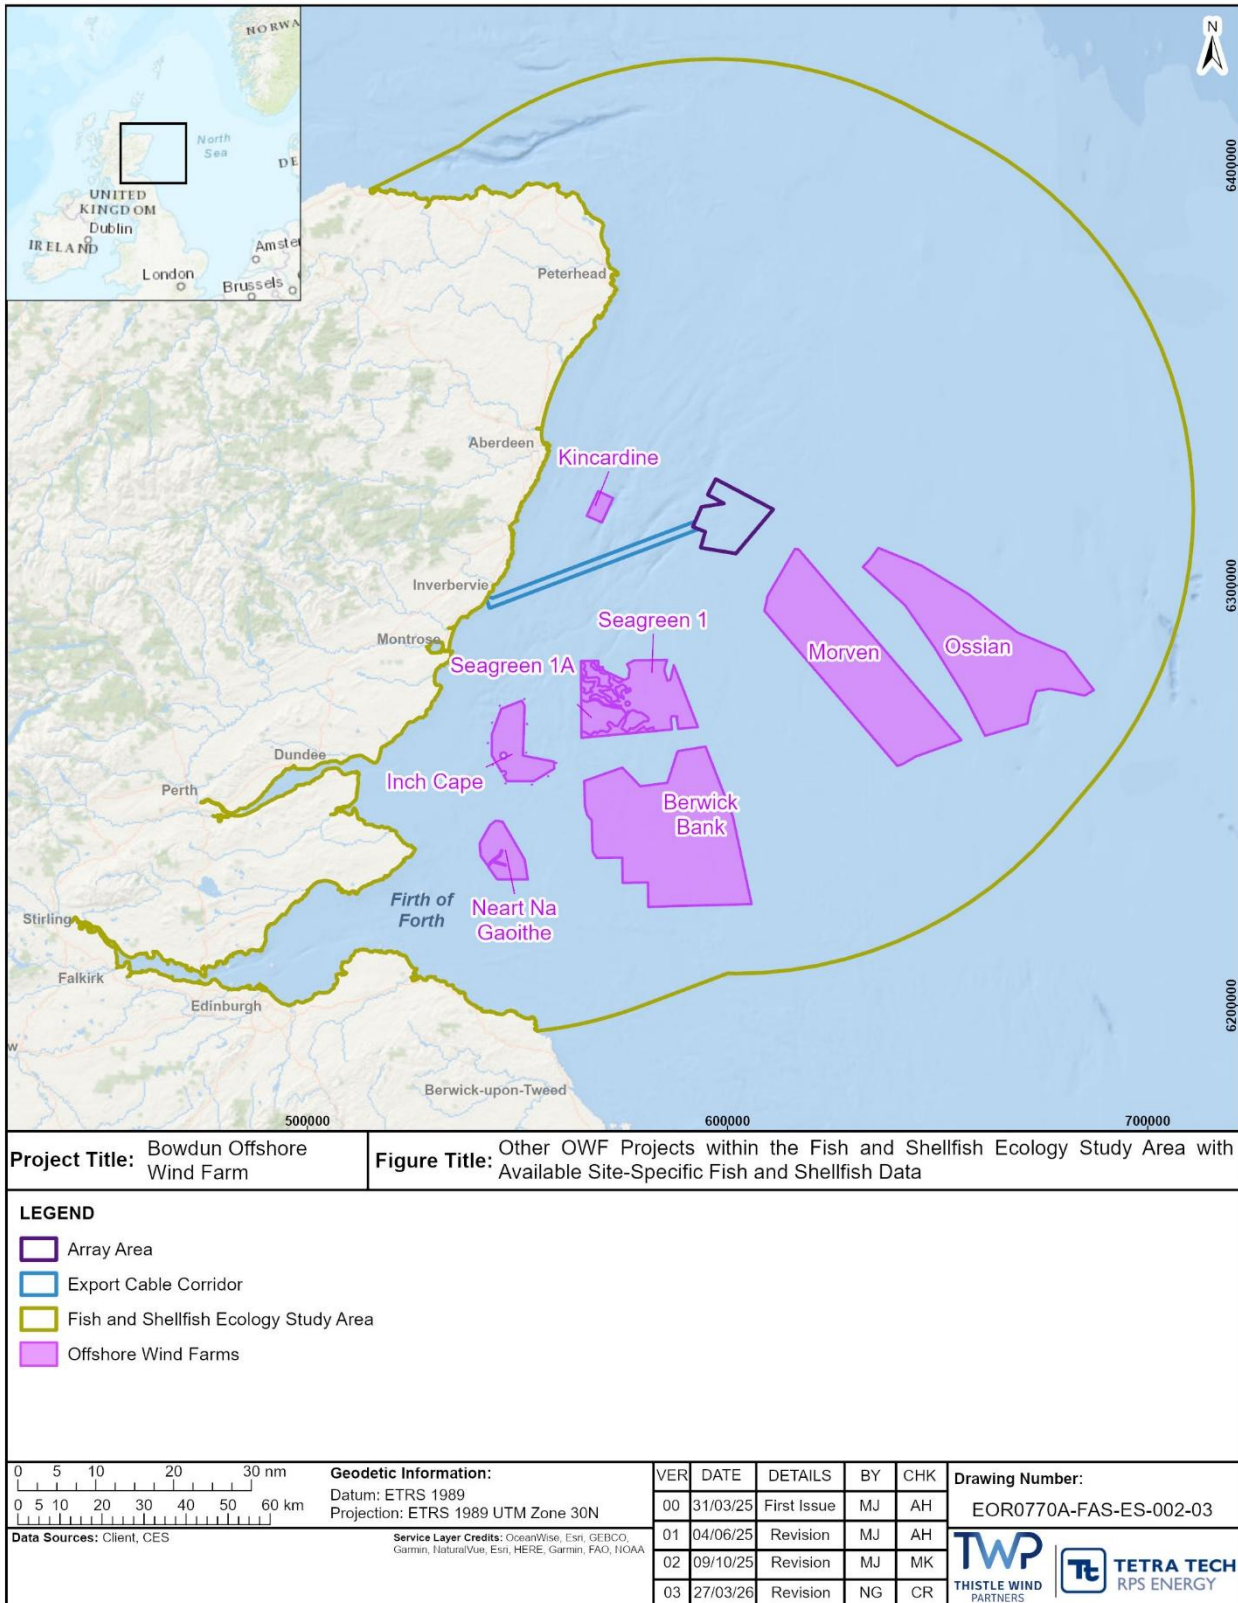 NORWA
North
Sea
DE
UNITED
KINGDOM
Dublin
IRELAND
Amster
London
Brussels
N
6400000
Peterhead
Aberdeen
Kincardine
6300000
Inverbervie
Seagreen 1
Montrose
Seagreen 1A
Morven
Ossian
Dundee
Inch Cape
Perth
Berwick
Bank
Firth of
Forth
Neart Na
Gaoithe
Stirling
Falkirk
Edinburgh
6200000
w
Berwick-upon-Tweed
500000 600000 700000
Project Title: Bowdun Offshore
Wind Farm
Figure Title: Other OWF Projects within the Fish and Shellfish Ecology Study Area with
Available Site-Specific Fish and Shellfish Data
LEGEND
Array Area
Export Cable Corridor
Fish and Shellfish Ecology Study Area
Offshore Wind Farms
0 5 10 20 30 nm
0 5 10 20 30 40 50 60 km
Data Sources: Client, CES
Geodetic Information:
Datum: ETRS 1989
Projection: ETRS 1989 UTM Zone 30N
Service Layer Credits: OceanWise, Esri, GEBCO,
Garmin, NaturalVue, Esri, HERE, Garmin, FAO, NOAA
VER DATE DETAILS BY CHK
00 31/03/25 First Issue MJ AH
01 04/06/25 Revision MJ AH
02 09/10/25 Revision MJ MK
03 27/03/26 Revision NG CR
Drawing Number:
EOR0770A-FAS-ES-002-03
TWP
THISTLE WIND
PARTNERS
Tt
TETRA TECH
RPS ENERGY